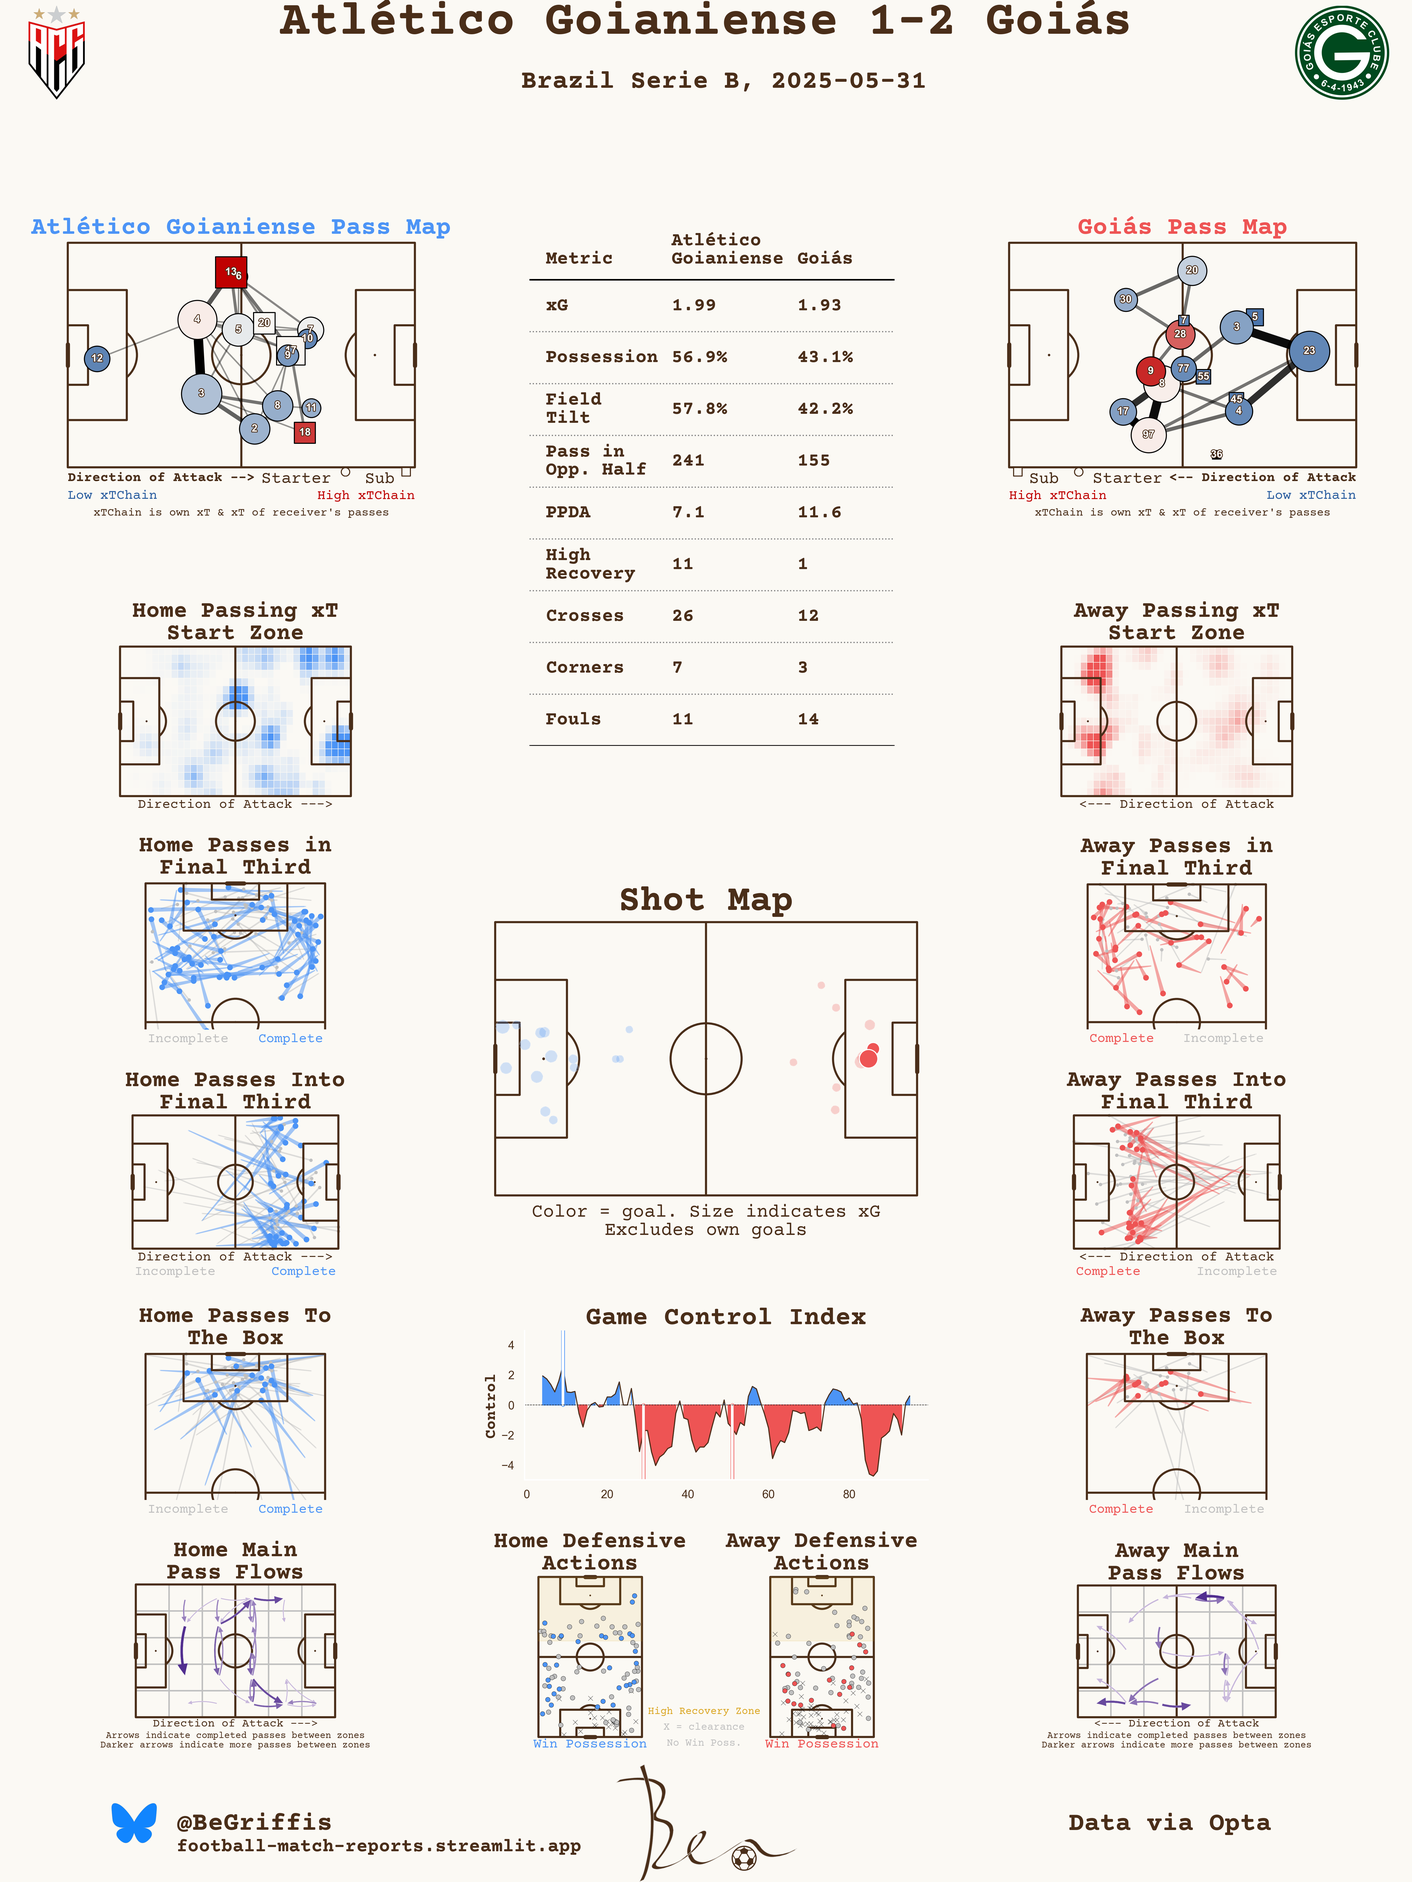 Atlético Goianiense 1-2 Goiás
Brazil Serie B, 2025-05-31
GOIÁS ESPORTE CLUBE
6-4-1943
Atlético Goianiense Pass Map
13 6
4
5
20
7
10
17
9
12
3
8
11
2
18
Direction of Attack --> Starter Sub
Low xTChain High xTChain
xTChain is own xT & xT of receiver's passes
Metric Atlético Goianiense Goiás
xG 1.99 1.93
Possession 56.9% 43.1%
Field Tilt 57.8% 42.2%
Pass in Opp. Half 241 155
PPDA 7.1 11.6
High Recovery 11 1
Crosses 26 12
Corners 7 3
Fouls 11 14
Goiás Pass Map
20
30
7
28
3
5
23
9
77
55
8
17
45
4
97
36
Sub Starter <-- Direction of Attack
High xTChain Low xTChain
xTChain is own xT & xT of receiver's passes
Home Passing xT
Start Zone
Direction of Attack --->
Away Passing xT
Start Zone
<--- Direction of Attack
Home Passes in
Final Third
Incomplete Complete
Away Passes in
Final Third
Complete Incomplete
Shot Map
Color = goal. Size indicates xG
Excludes own goals
Home Passes Into
Final Third
Direction of Attack --->
Incomplete Complete
Away Passes Into
Final Third
<--- Direction of Attack
Complete Incomplete
Home Passes To
The Box
Incomplete Complete
Game Control Index
Control
4
2
0
−2
−4
0 20 40 60 80
Away Passes To
The Box
Complete Incomplete
Home Main
Pass Flows
Direction of Attack --->
Arrows indicate completed passes between zones
Darker arrows indicate more passes between zones
Home Defensive
Actions
Win Possession
High Recovery Zone
X = clearance
No Win Poss.
Away Defensive
Actions
Win Possession
Away Main
Pass Flows
<--- Direction of Attack
Arrows indicate completed passes between zones
Darker arrows indicate more passes between zones
@BeGriffis
football-match-reports.streamlit.app
Ben
Data via Opta